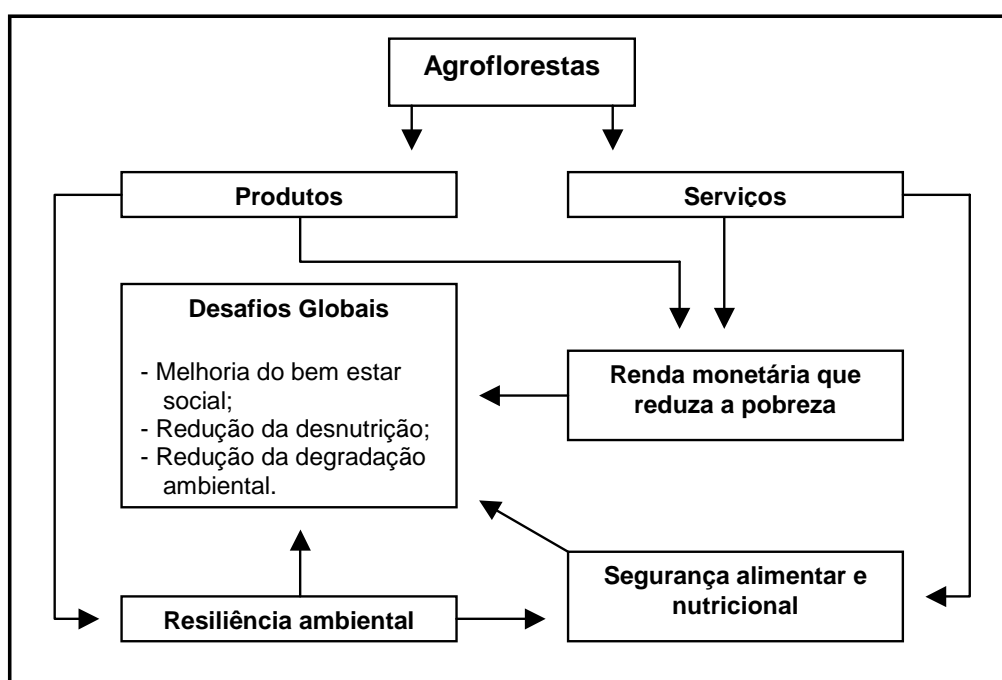 Agroflorestas
Produtos
Serviços
Desafios Globais
- Melhoria do bem estar
social;
- Redução da desnutrição;
- Redução da degradação
ambiental.
Renda monetária que
reduza a pobreza
Segurança alimentar e
nutricional
Resiliência ambiental